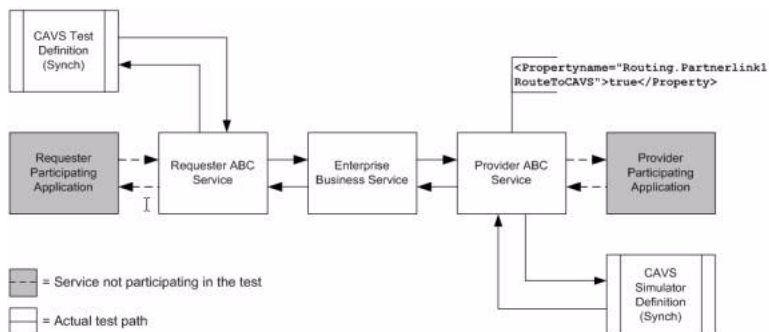 CAVS Test
Definition
(Synch)
<Propertyname="Routing.Partnerlink1
RouteToCAVS">true</Property>
Requester
Participating
Application
Requester ABC
Service
Enterprise
Business Service
Provider ABC
Service
Provider
Participating
Application
= Service not participating in the test
= Actual test path
CAVS
Simulator
Definition
(Synch)